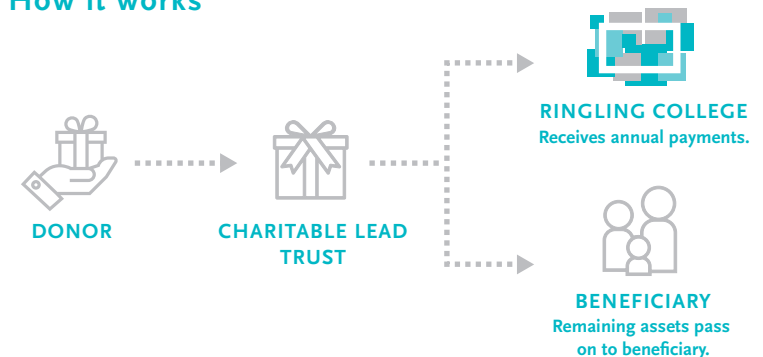 How it works
RINGLING COLLEGE
Receives annual payments.
DONOR
CHARITABLE LEAD
TRUST
BENEFICIARY
Remaining assets pass
on to beneficiary.